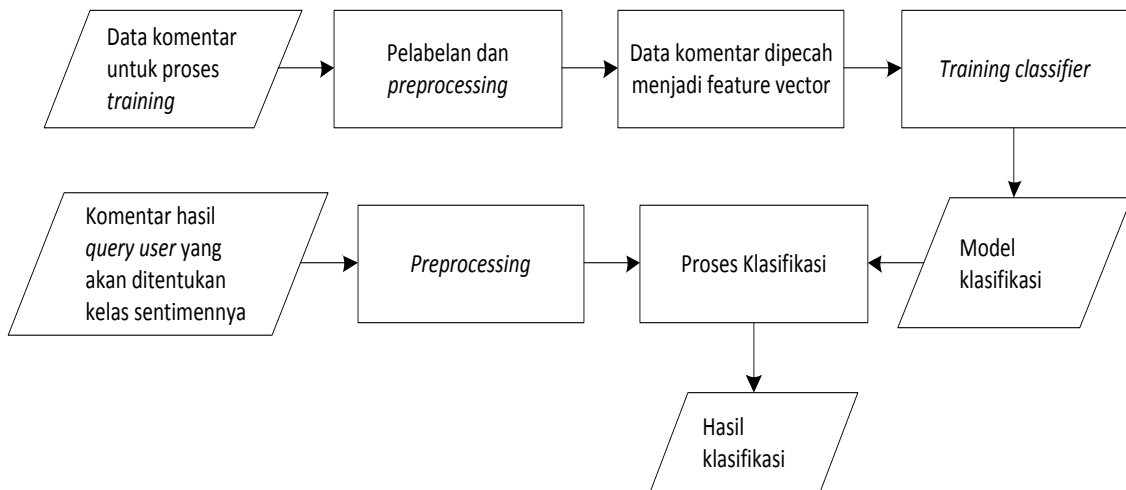 Data komentar
untuk proses
training
Pelabelan dan
preprocessing
Data komentar dipecah
menjadi feature vector
Training classifier
Komentar hasil
query user yang
akan ditentukan
kelas sentimennya
Preprocessing
Proses Klasifikasi
Model
klasifikasi
Hasil
klasifikasi